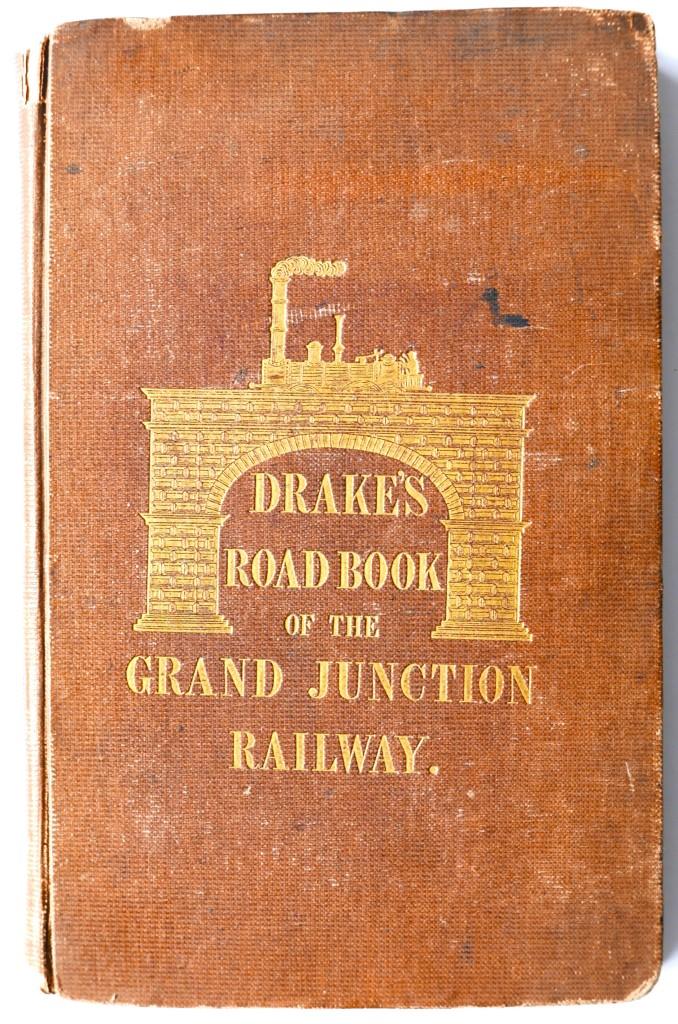 DRAKE'S
ROAD BOOK
OF THE
GRAND JUNCTION
RAILWAY.